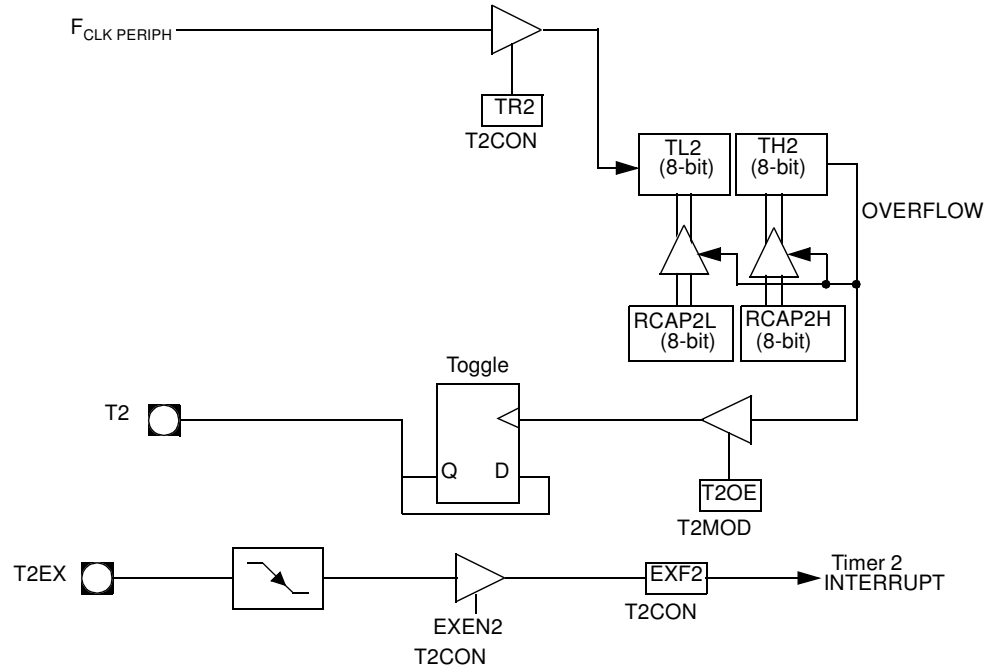 FCLK PERIPH
TR2
T2CON
TL2
(8-bit)
TH2
(8-bit)
OVERFLOW
RCAP2L
(8-bit)
RCAP2H
(8-bit)
Toggle
T2
Q D
T2OE
T2MOD
T2EX
EXEN2
T2CON
EXF2
T2CON
Timer 2
INTERRUPT